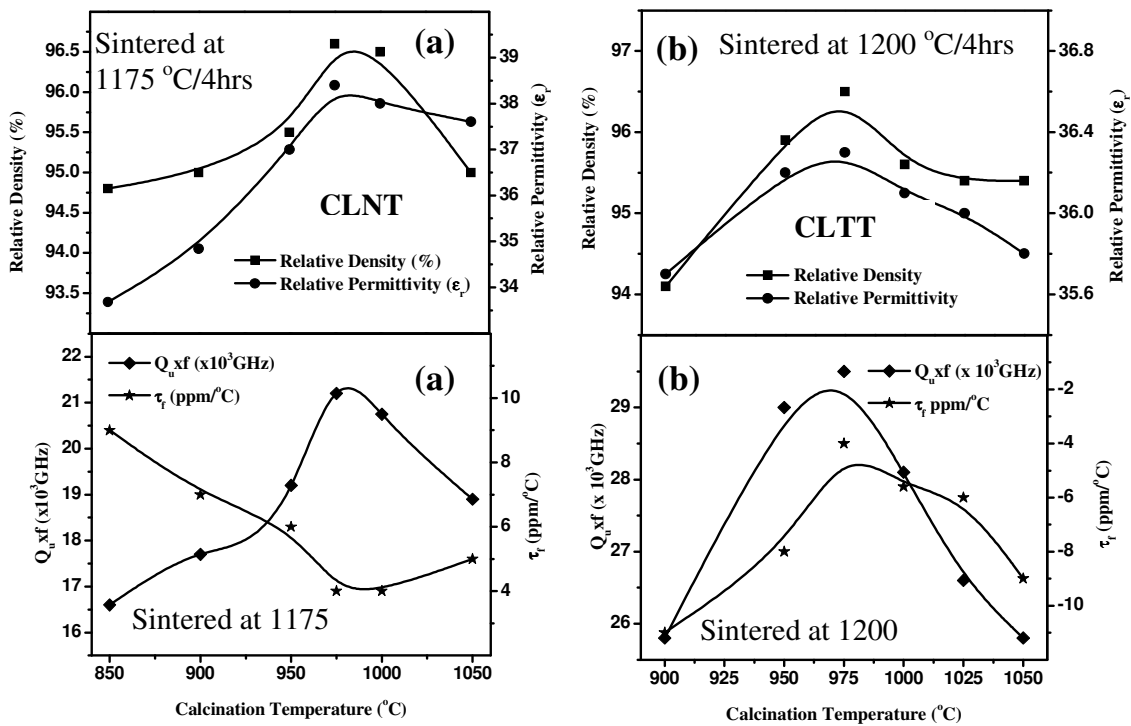 Sintered at
1175 °C/4hrs
(a)
CLNT
Relative Density (%)
Relative Permittivity (εr)
96.5
96.0
95.5
95.0
94.5
94.0
93.5
Relative Density (%)
39
38
37
36
35
34
Relative Permittivity (εr)
(b)
Sintered at 1200 °C/4hrs
CLTT
Relative Density
Relative Permittivity
97
96
95
94
Relative Density (%)
36.8
36.4
36.0
35.6
Relative Permittivity (εr)
Quxf (x10³GHz)
τf (ppm/°C)
(a)
Sintered at 1175
22
21
20
19
18
17
16
Quxf (x10³GHz)
10
8
6
4
τf (ppm/°C)
850 900 950 1000 1050
Calcination Temperature (°C)
(b)
Quxf (x 10³GHz)
τf ppm/°C
Sintered at 1200
29
28
27
26
Quxf (x 10³GHz)
-2
-4
-6
-8
-10
τf (ppm/°C)
900 925 950 975 1000 1025 1050
Calcination Temperature (°C)